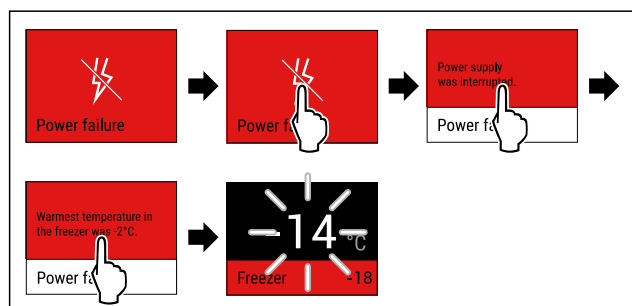 Power failure
Power fa
Power supply
was interrupted.
Power fa
Warmest temperature in
the freezer was -2°C.
Power fa
-14 °C
Freezer -18